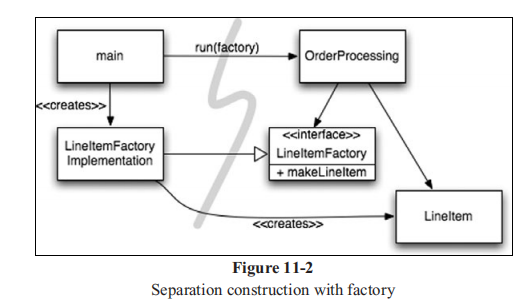 main
run(factory)
OrderProcessing
<<creates>>
LineItemFactory
Implementation
<<interface>>
LineItemFactory
+ makeLineItem
LineItem
<<creates>>
Figure 11-2
Separation construction with factory